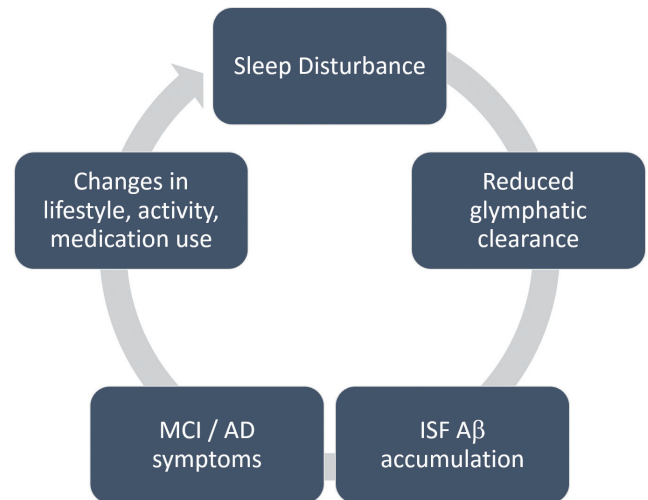 Sleep Disturbance
Reduced
glymphatic
clearance
ISF Aβ
accumulation
MCI / AD
symptoms
Changes in
lifestyle, activity,
medication use